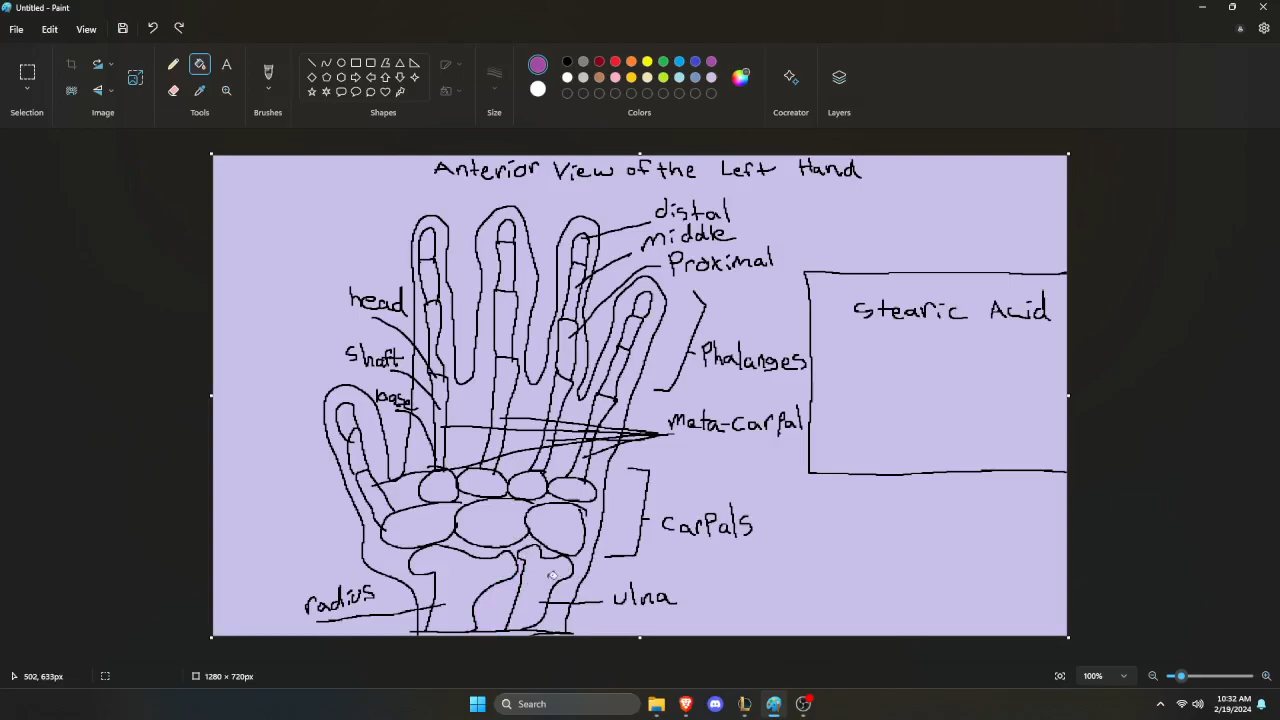 Untitled - Paint
File Edit View
Selection Image Tools Brushes Shapes Size Colors Cocreator Layers
Anterior View of the Left Hand
distal
middle
Proximal
head
Stearic Acid
shaft
Phalanges
base
meta-carpal
carpals
radius
ulna
502, 633px 1280 × 720px 100%
Search
10:32 AM
2/19/2024